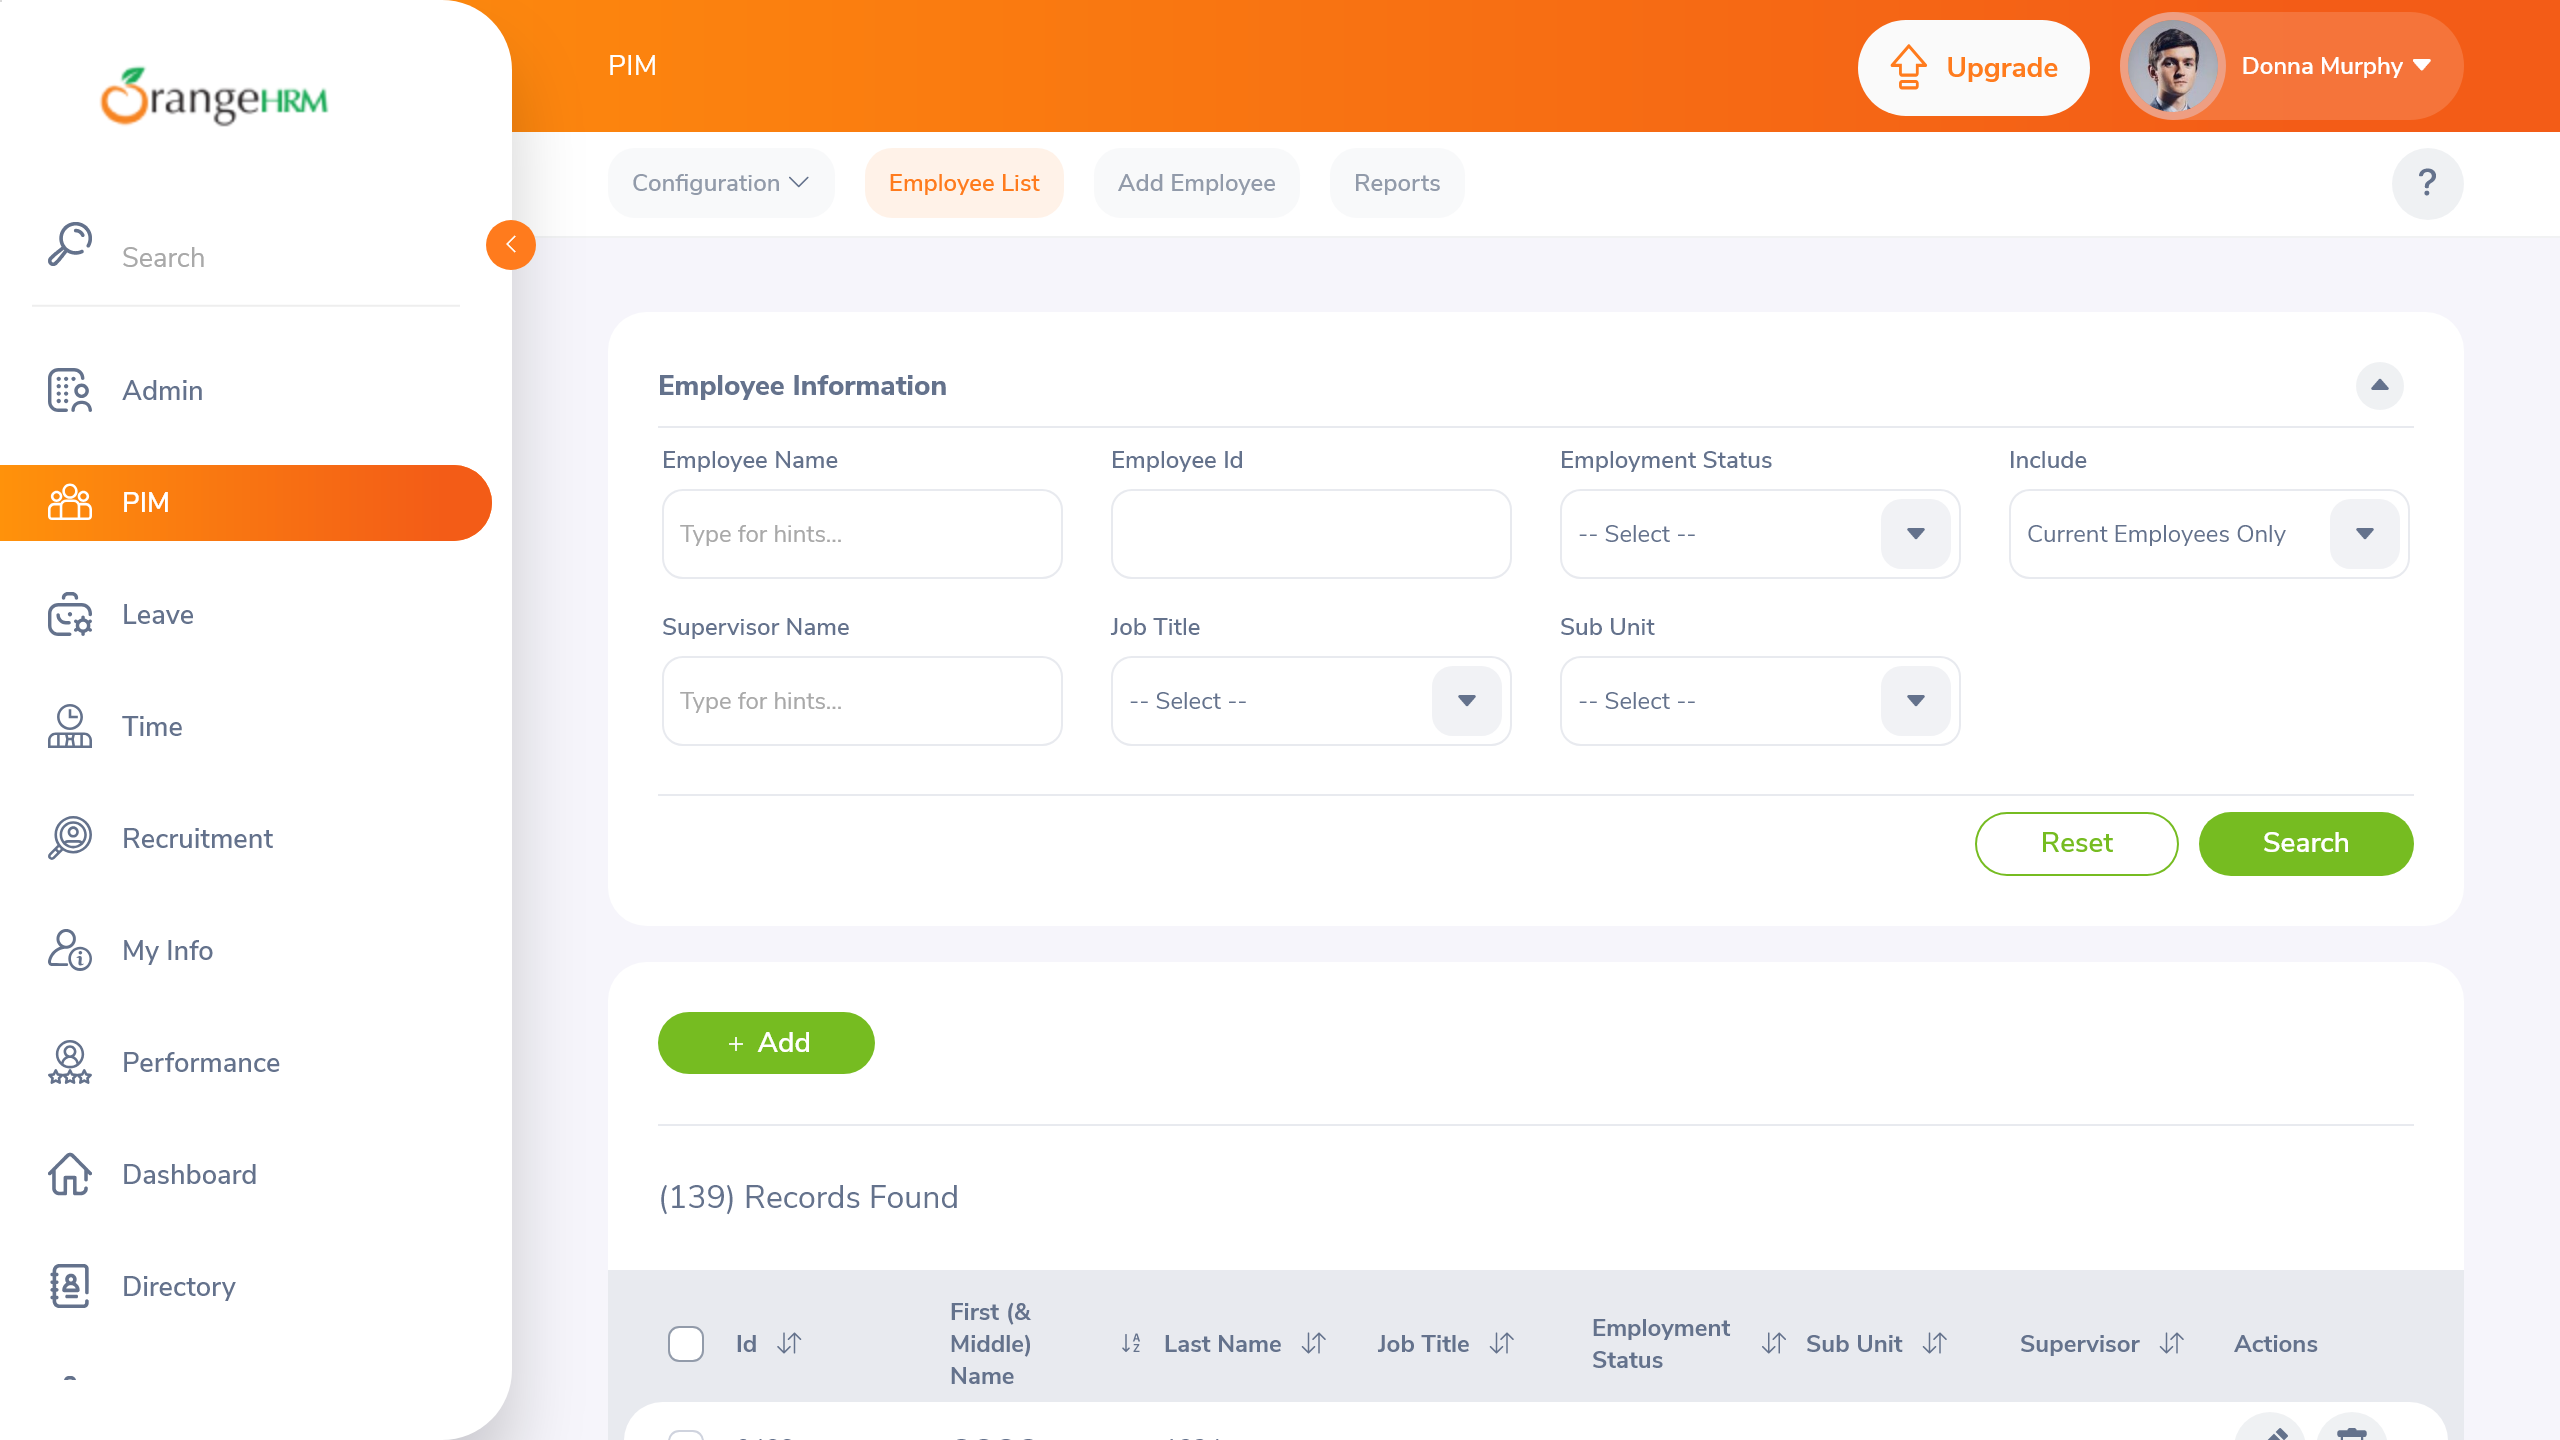 OrangeHRM
Search
Admin
PIM
Leave
Time
Recruitment
My Info
Performance
Dashboard
Directory
PIM
Upgrade
Donna Murphy
Configuration
Employee List
Add Employee
Reports
?
Employee Information
Employee Name
Employee Id
Employment Status
Include
Type for hints...
-- Select --
Current Employees Only
Supervisor Name
Job Title
Sub Unit
Type for hints...
-- Select --
-- Select --
Reset
Search
+ Add
(139) Records Found
Id
First (&
Middle)
Name
Last Name
Job Title
Employment
Status
Sub Unit
Supervisor
Actions